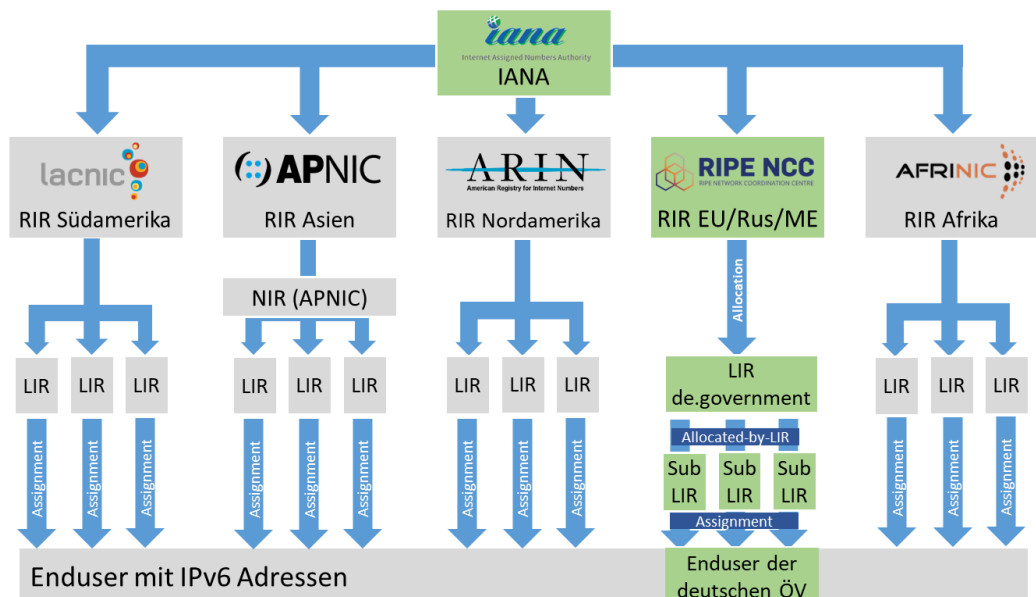 iana
Internet Assigned Numbers Authority
IANA
lacnic
RIR Südamerika
APNIC
RIR Asien
ARIN
American Registry for Internet Numbers
RIR Nordamerika
RIPE NCC
RIPE NETWORK COORDINATION CENTRE
RIR EU/Rus/ME
AFRINIC
RIR Afrika
NIR (APNIC)
Allocation
LIR
LIR
LIR
LIR
LIR
LIR
LIR
LIR
LIR
LIR
de.government
LIR
LIR
LIR
Allocated-by-LIR
Sub
LIR
Sub
LIR
Sub
LIR
Assignment
Assignment
Assignment
Assignment
Assignment
Assignment
Assignment
Assignment
Assignment
Assignment
Assignment
Assignment
Assignment
Enduser mit IPv6 Adressen
Enduser der
deutschen ÖV